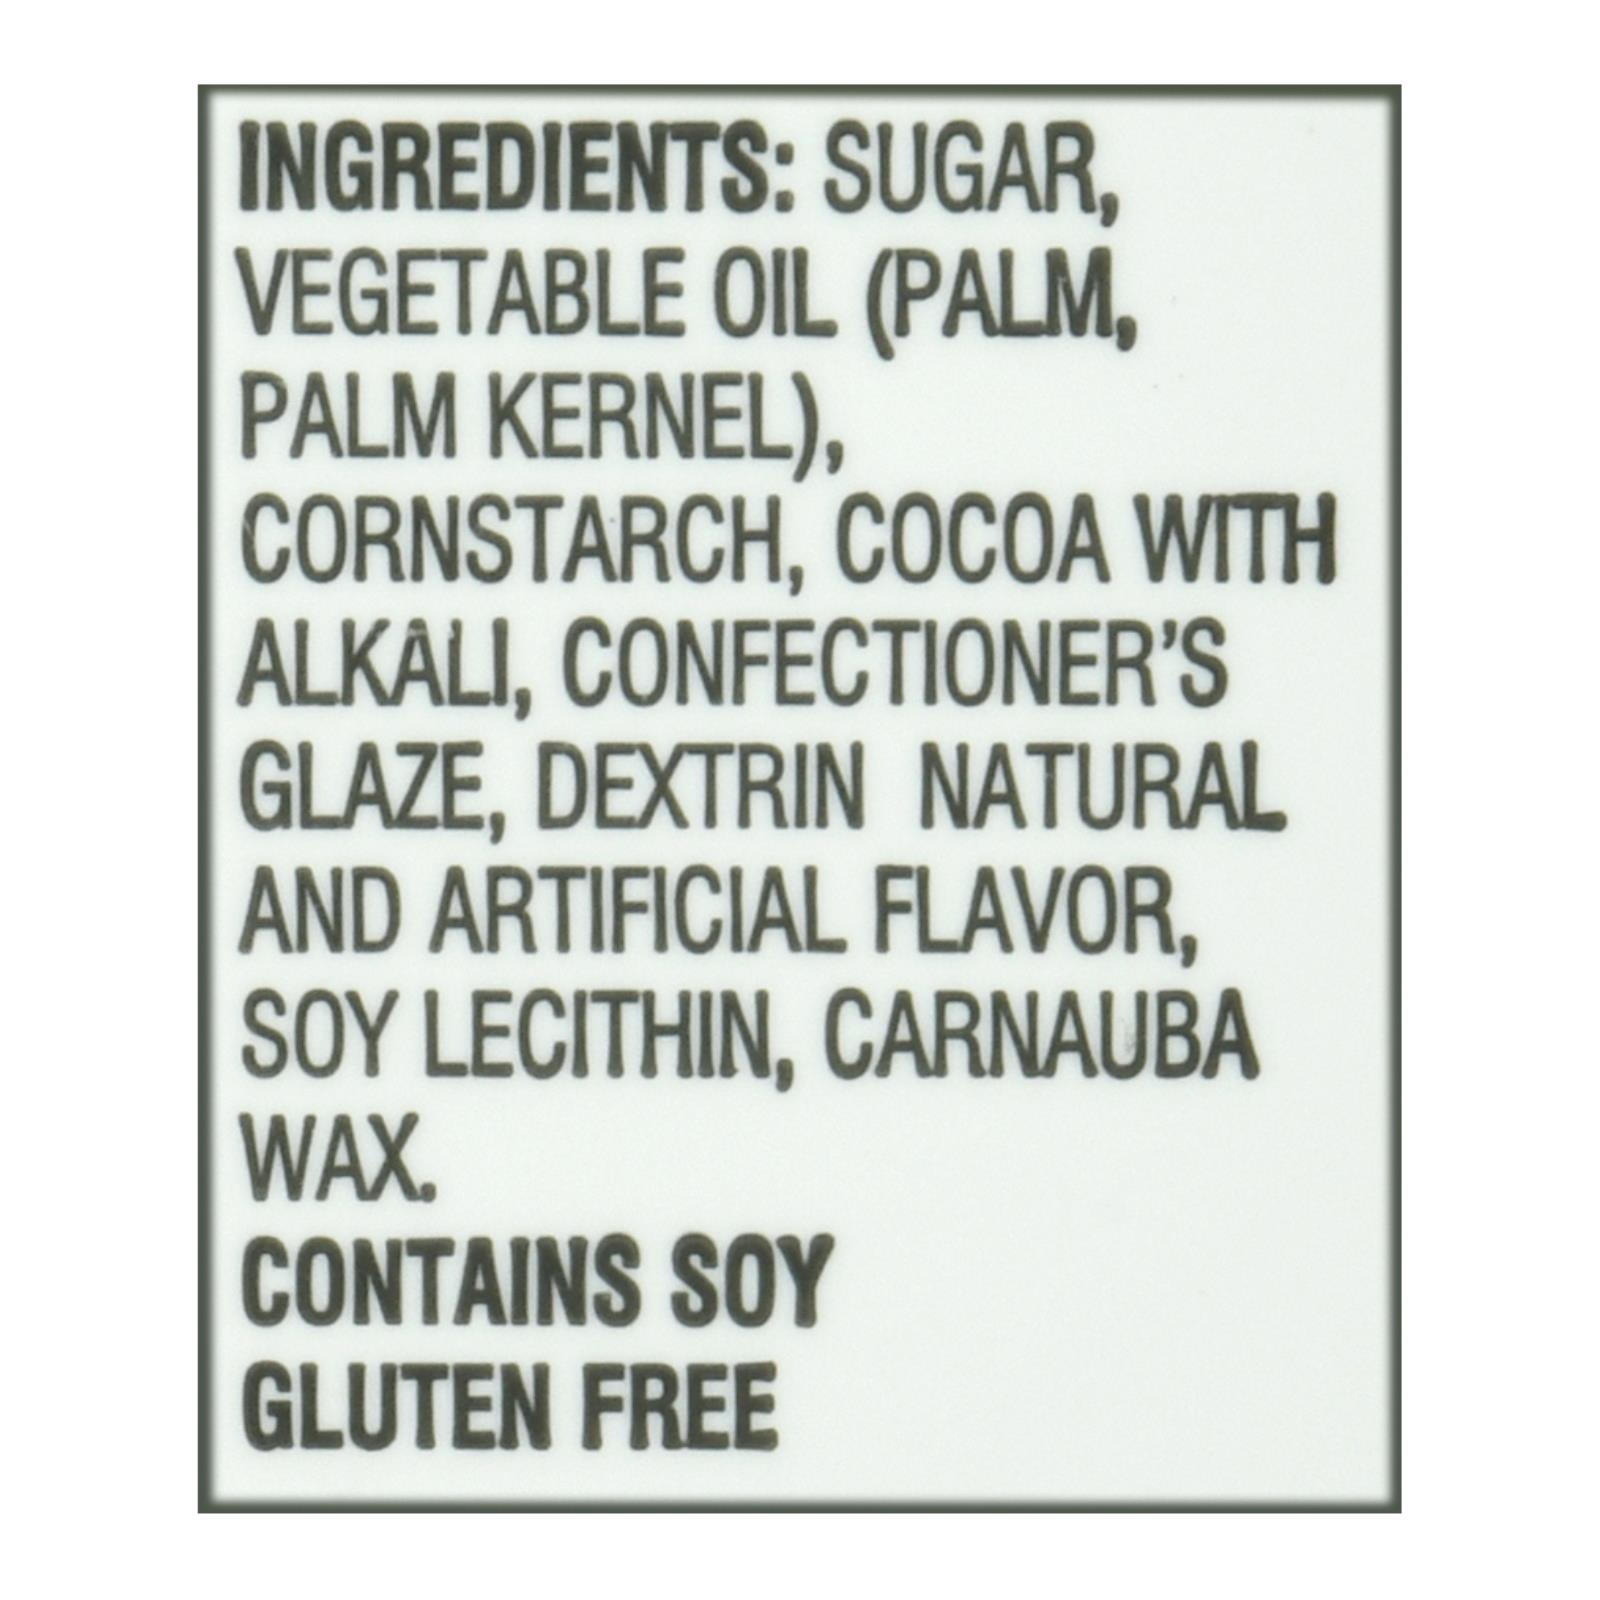 INGREDIENTS: SUGAR,
VEGETABLE OIL (PALM,
PALM KERNEL),
CORNSTARCH, COCOA WITH
ALKALI, CONFECTIONER'S
GLAZE, DEXTRIN  NATURAL
AND ARTIFICIAL FLAVOR,
SOY LECITHIN, CARNAUBA
WAX.
CONTAINS SOY
GLUTEN FREE